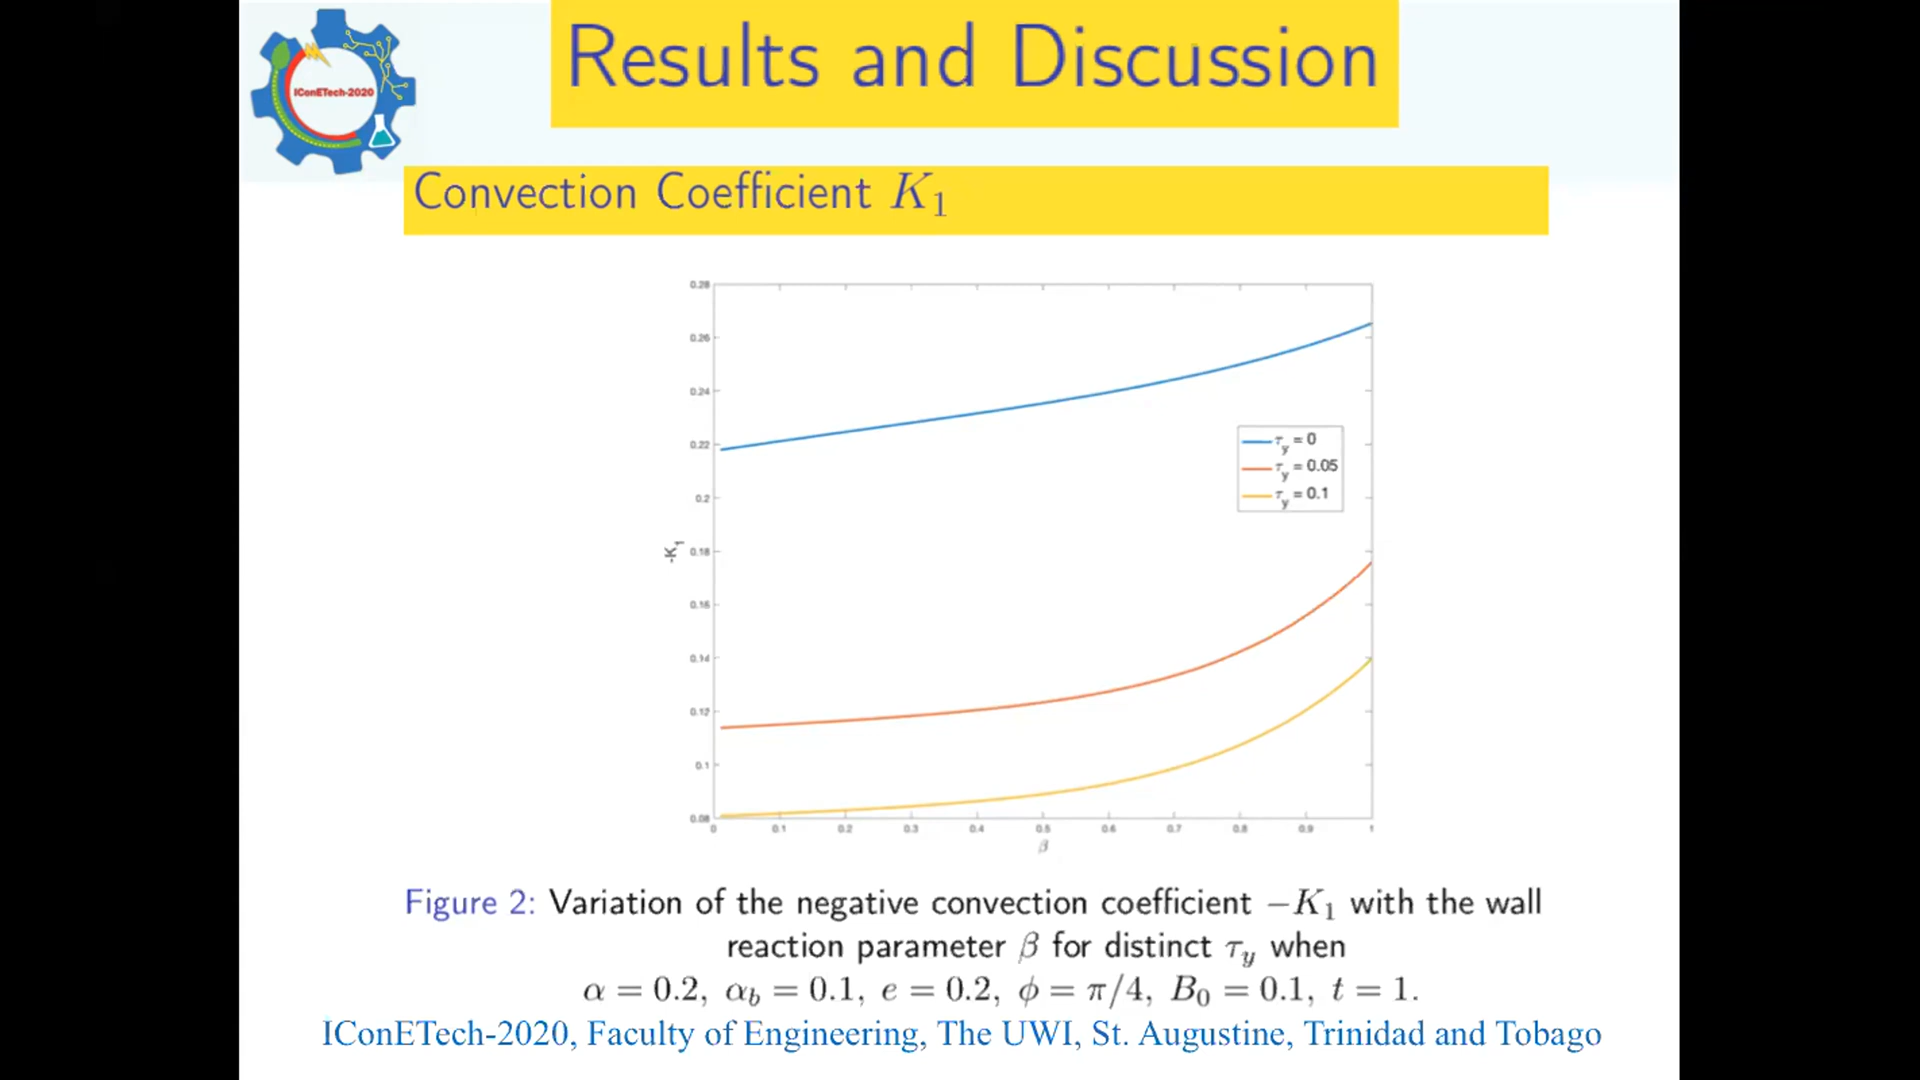 IConETech-2020
Results and Discussion
Convection Coefficient K₁
0.28
0.26
0.24
0.22
0.2
0.18
0.16
0.14
0.12
0.1
0.08
-K₁
τ_y = 0
τ_y = 0.05
τ_y = 0.1
0 0.1 0.2 0.3 0.4 0.5 0.6 0.7 0.8 0.9 1
β
Figure 2: Variation of the negative convection coefficient −K₁ with the wall
reaction parameter β for distinct τ_y when
α = 0.2, α_b = 0.1, e = 0.2, ϕ = π/4, B₀ = 0.1, t = 1.
IConETech-2020, Faculty of Engineering, The UWI, St. Augustine, Trinidad and Tobago